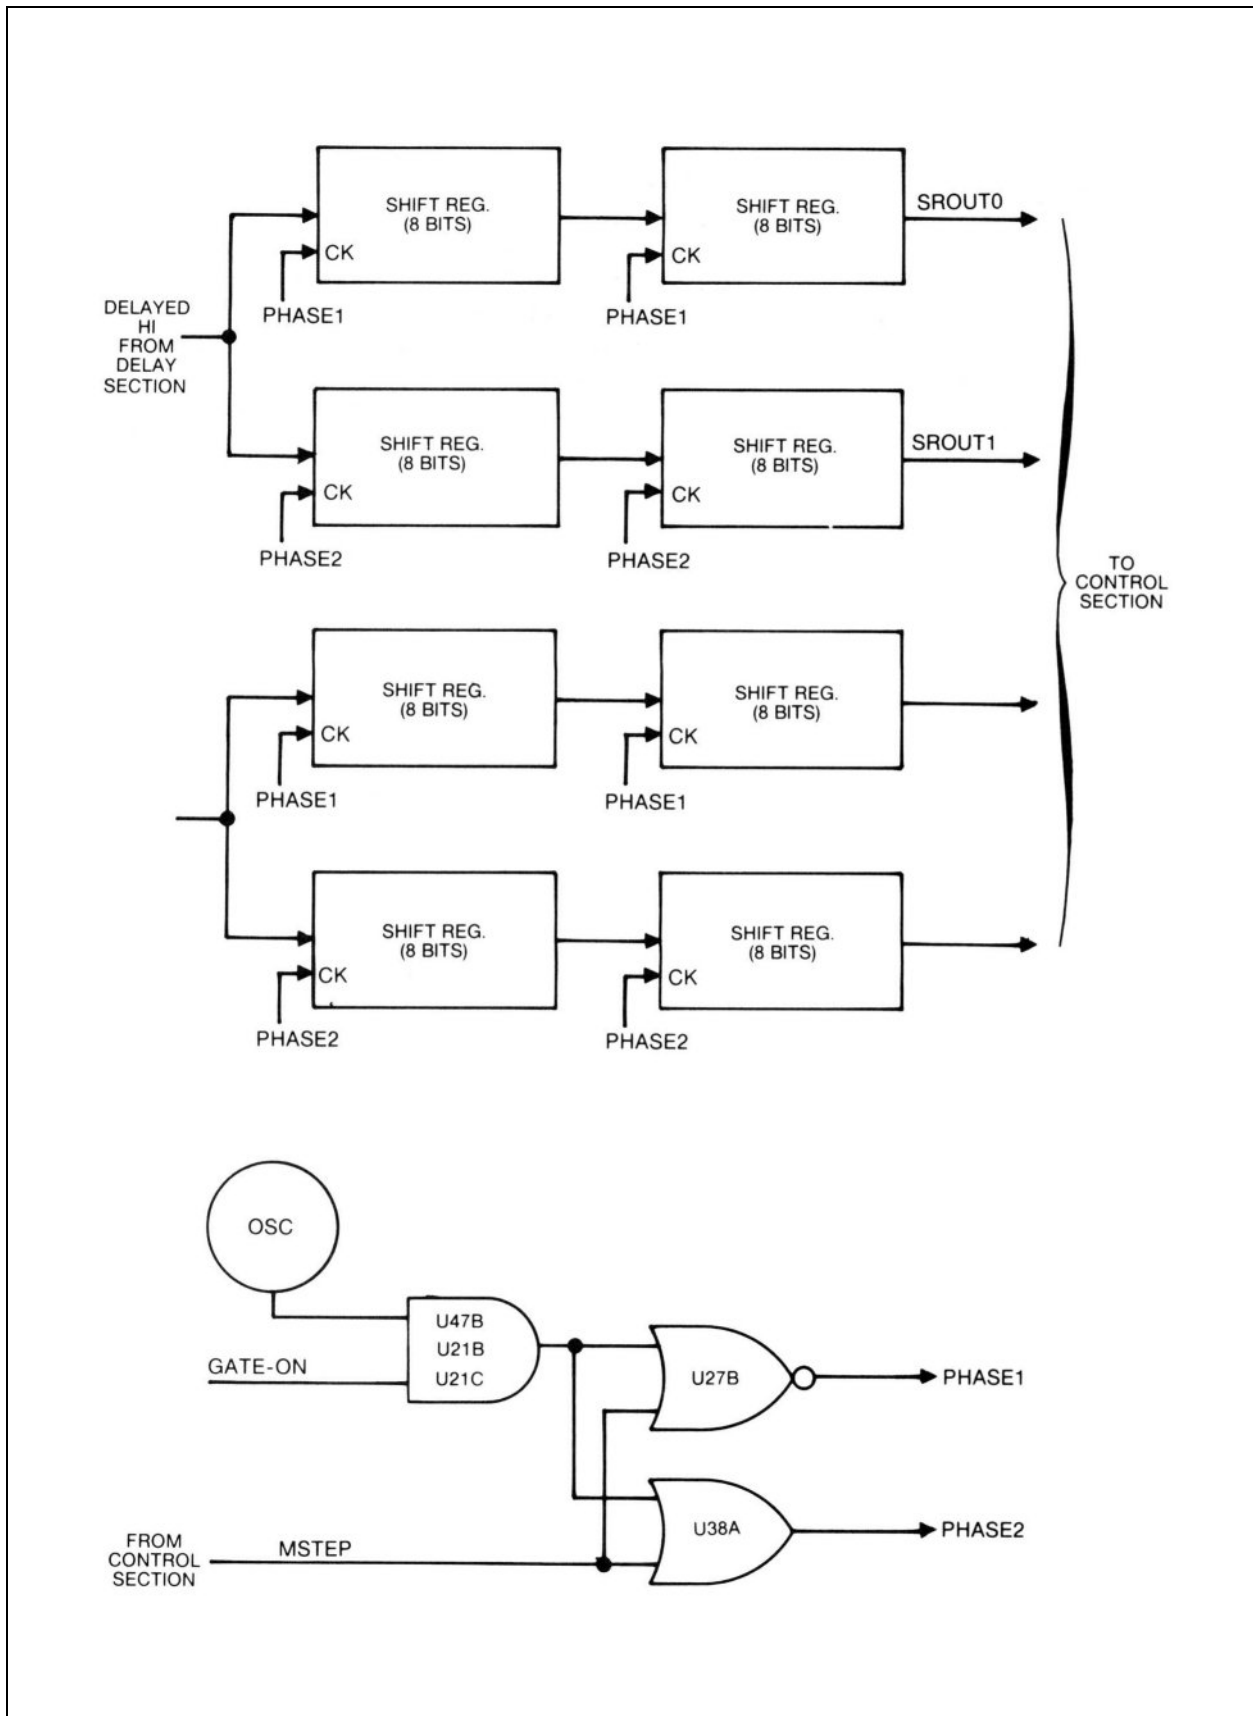 SHIFT REG.
(8 BITS)
CK
PHASE1
SHIFT REG.
(8 BITS)
CK
PHASE1
SROUT0
DELAYED
HI
FROM
DELAY
SECTION
SHIFT REG.
(8 BITS)
CK
PHASE2
SHIFT REG.
(8 BITS)
CK
PHASE2
SROUT1
TO
CONTROL
SECTION
SHIFT REG.
(8 BITS)
CK
PHASE1
SHIFT REG.
(8 BITS)
CK
PHASE1
SHIFT REG.
(8 BITS)
CK
PHASE2
SHIFT REG.
(8 BITS)
CK
PHASE2
OSC
GATE-ON
U47B
U21B
U21C
U27B
PHASE1
U38A
PHASE2
FROM
CONTROL
SECTION
MSTEP